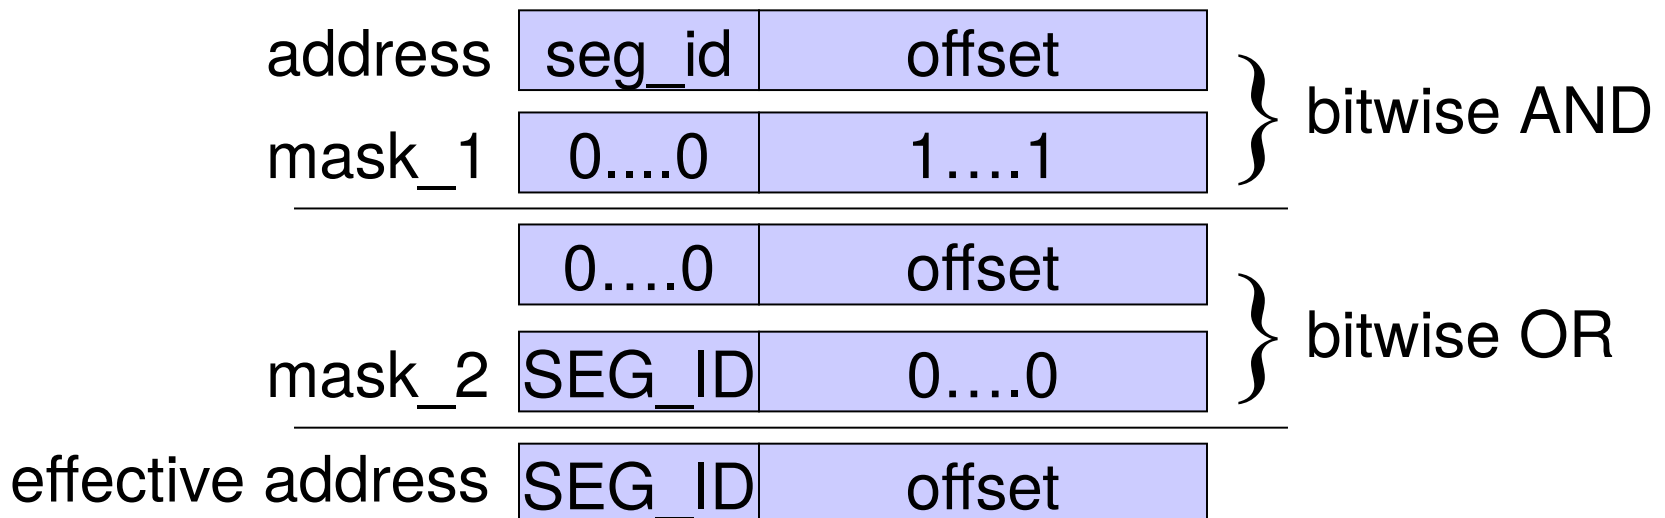 address seg_id offset
bitwise AND
mask_1 0....0 1....1
0....0 offset
bitwise OR
mask_2 SEG_ID 0....0
effective address SEG_ID offset